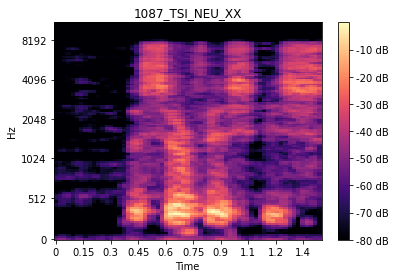 1087_TSI_NEU_XX
8192
4096
2048
1024
512
0
Hz
0 0.15 0.3 0.45 0.6 0.75 0.9 1.1 1.2 1.4
Time
-10 dB
-20 dB
-30 dB
-40 dB
-50 dB
-60 dB
-70 dB
-80 dB